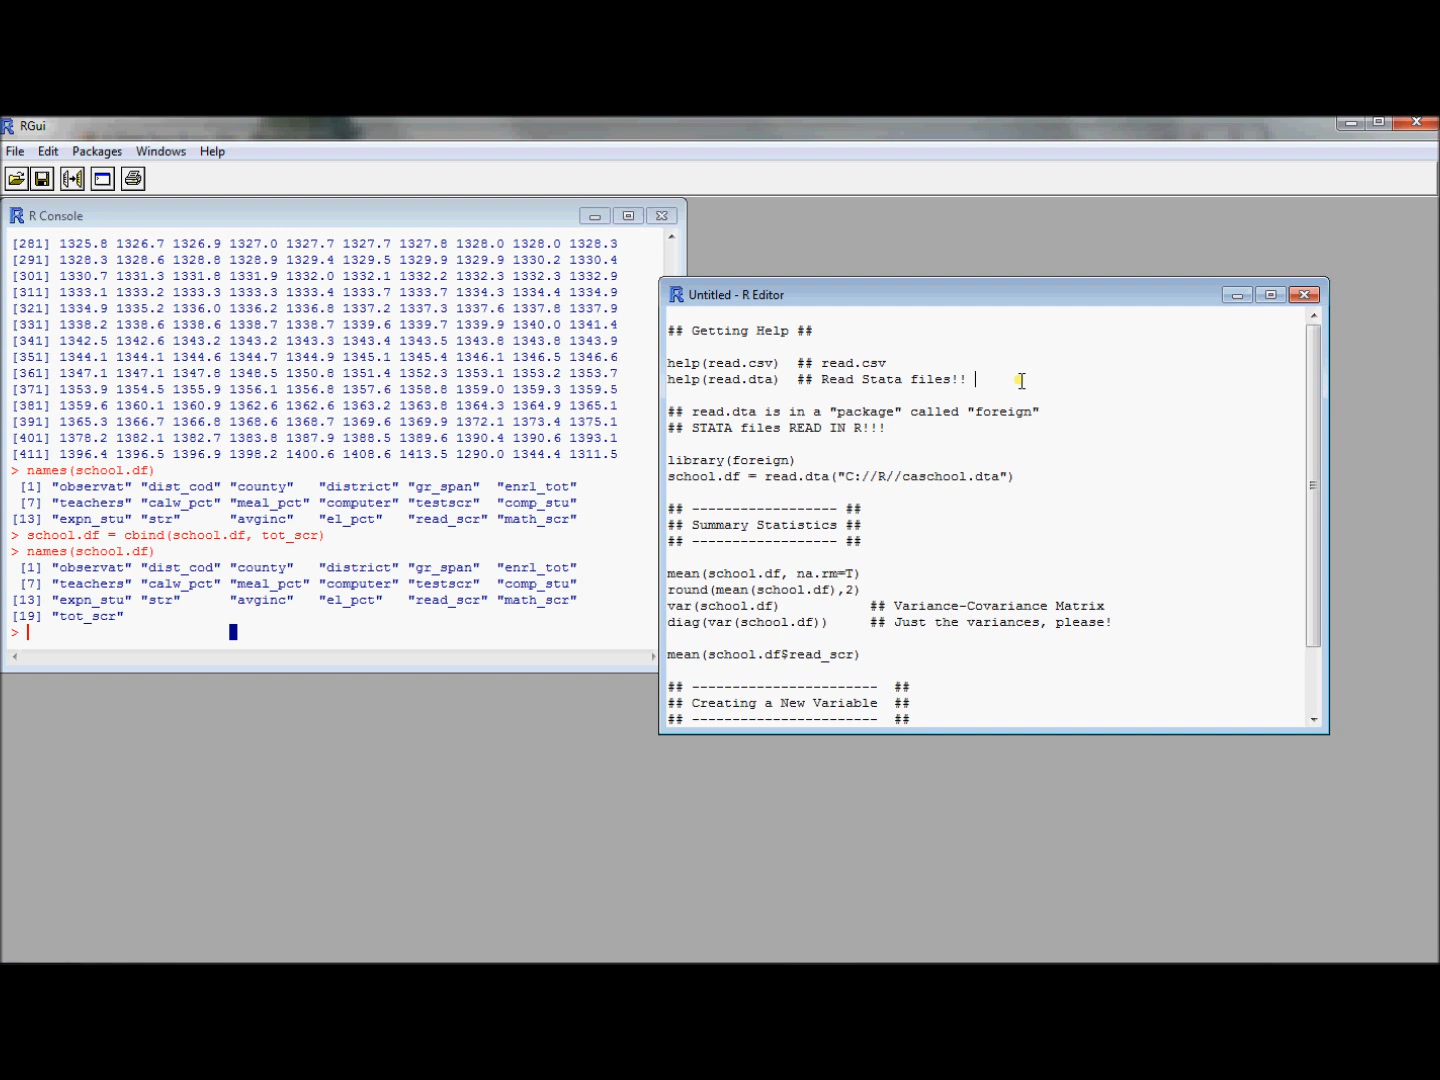 RGui
File Edit Packages Windows Help
R Console
[281] 1325.8 1326.7 1326.9 1327.0 1327.7 1327.7 1327.8 1328.0 1328.0 1328.3
[291] 1328.3 1328.6 1328.8 1328.9 1329.4 1329.5 1329.9 1329.9 1330.2 1330.4
[301] 1330.7 1331.3 1331.8 1331.9 1332.0 1332.1 1332.2 1332.3 1332.3 1332.9
[311] 1333.1 1333.2 1333.3 1333.3 1333.4 1333.7 1333.7 1334.3 1334.4 1334.9
[321] 1334.9 1335.2 1336.0 1336.2 1336.8 1337.2 1337.3 1337.6 1337.8 1337.9
[331] 1338.2 1338.6 1338.6 1338.7 1338.7 1339.6 1339.7 1339.9 1340.0 1341.4
[341] 1342.5 1342.6 1343.2 1343.2 1343.3 1343.4 1343.5 1343.8 1343.8 1343.9
[351] 1344.1 1344.1 1344.6 1344.7 1344.9 1345.1 1345.4 1346.1 1346.5 1346.6
[361] 1347.1 1347.1 1347.8 1348.5 1350.8 1351.4 1352.3 1352.3 1353.2 1353.7
[371] 1353.9 1354.5 1355.9 1356.1 1356.8 1357.6 1358.8 1359.0 1359.3 1359.5
[381] 1359.6 1360.1 1360.9 1362.6 1362.6 1363.2 1363.8 1364.3 1364.9 1365.1
[391] 1365.3 1366.7 1366.8 1368.6 1368.7 1369.6 1369.9 1372.1 1373.4 1375.1
[401] 1378.2 1382.1 1382.7 1383.8 1387.9 1388.5 1389.6 1390.4 1390.6 1393.1
[411] 1396.4 1396.5 1396.9 1398.2 1400.6 1408.6 1413.5 1290.0 1344.4 1311.5
> names(school.df)
[1] "observat" "dist_cod" "county" "district" "gr_span" "enrl_tot"
[7] "teachers" "calw_pct" "meal_pct" "computer" "testscr" "comp_stu"
[13] "expn_stu" "str" "avginc" "el_pct" "read_scr" "math_scr"
> school.df = cbind(school.df, tot_scr)
> names(school.df)
[1] "observat" "dist_cod" "county" "district" "gr_span" "enrl_tot"
[7] "teachers" "calw_pct" "meal_pct" "computer" "testscr" "comp_stu"
[13] "expn_stu" "str" "avginc" "el_pct" "read_scr" "math_scr"
[19] "tot_scr"
>
Untitled - R Editor
## Getting Help ##
help(read.csv) ## read.csv
help(read.dta) ## Read Stata files!!
## read.dta is in a "package" called "foreign"
## STATA files READ IN R!!!
library(foreign)
school.df = read.dta("C://R//caschool.dta")
## ------------------ ##
## Summary Statistics ##
## ------------------ ##
mean(school.df, na.rm=T)
round(mean(school.df),2)
var(school.df) ## Variance-Covariance Matrix
diag(var(school.df)) ## Just the variances, please!
mean(school.df$read_scr)
## ----------------------- ##
## Creating a New Variable ##
## ----------------------- ##